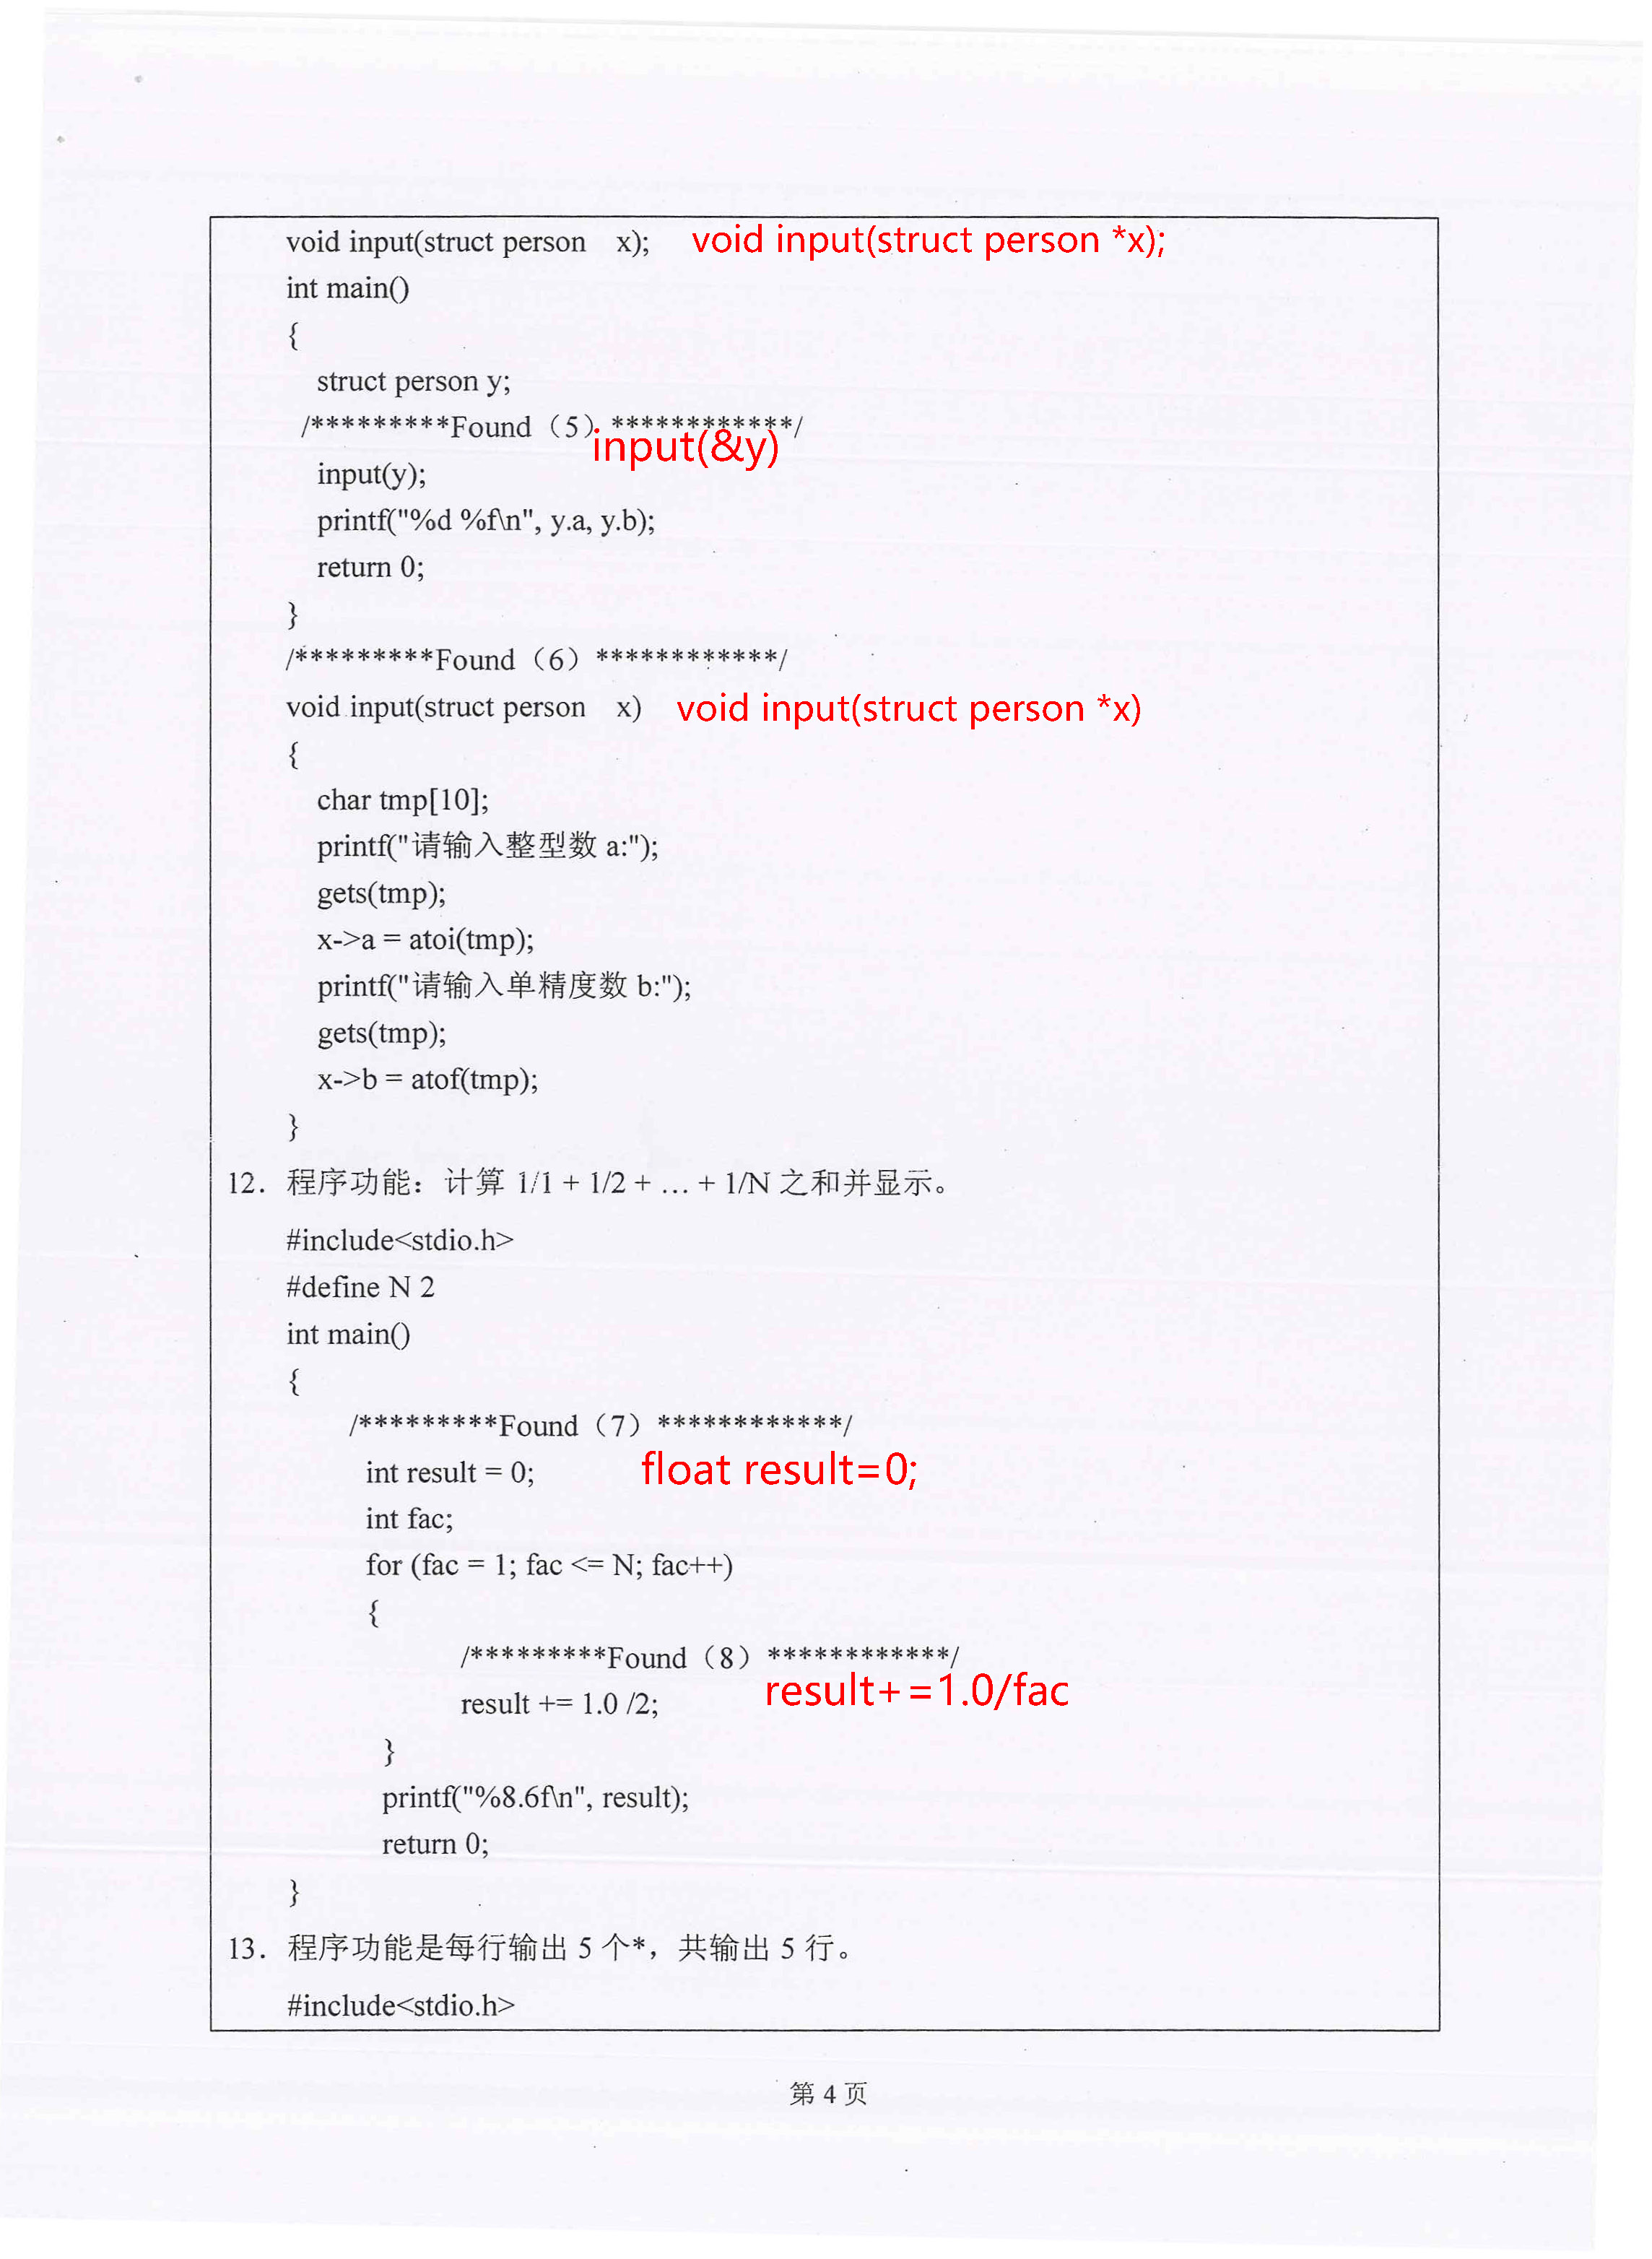 void input(struct person x); void input(struct person *x);
int main()
{
struct person y;
/*********Found（5）************/
input(&y)
input(y);
printf("%d %f\n", y.a, y.b);
return 0;
}
/*********Found（6）************/
void input(struct person x) void input(struct person *x)
{
char tmp[10];
printf("请输入整型数 a:");
gets(tmp);
x->a = atoi(tmp);
printf("请输入单精度数 b:");
gets(tmp);
x->b = atof(tmp);
}
12．程序功能：计算 1/1 + 1/2 + … + 1/N 之和并显示。
#include<stdio.h>
#define N 2
int main()
{
/*********Found（7）************/
int result = 0; float result=0;
int fac;
for (fac = 1; fac <= N; fac++)
{
/*********Found（8）************/
result += 1.0 /2; result+=1.0/fac
}
printf("%8.6f\n", result);
return 0;
}
13．程序功能是每行输出 5 个*，共输出 5 行。
#include<stdio.h>
第 4 页